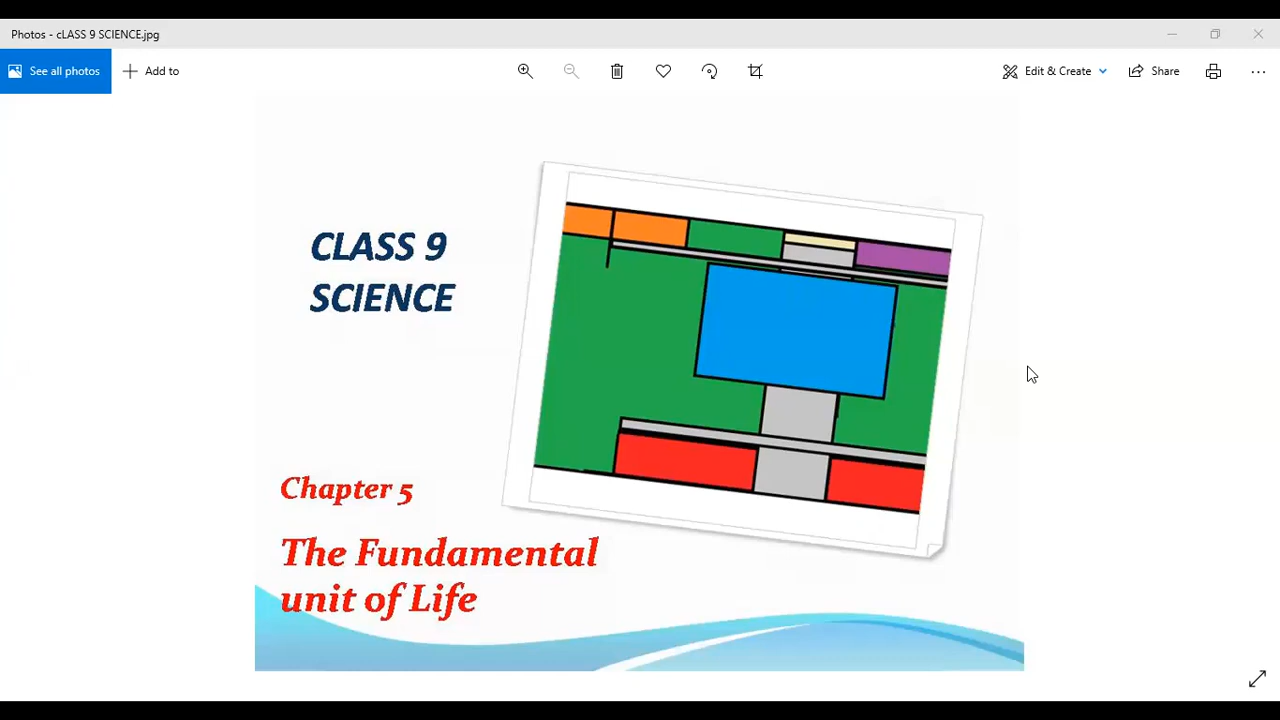 Photos - cLASS 9 SCIENCE.jpg
See all photos
Add to
Edit & Create
Share
CLASS 9
SCIENCE
Chapter 5
The Fundamental
unit of Life